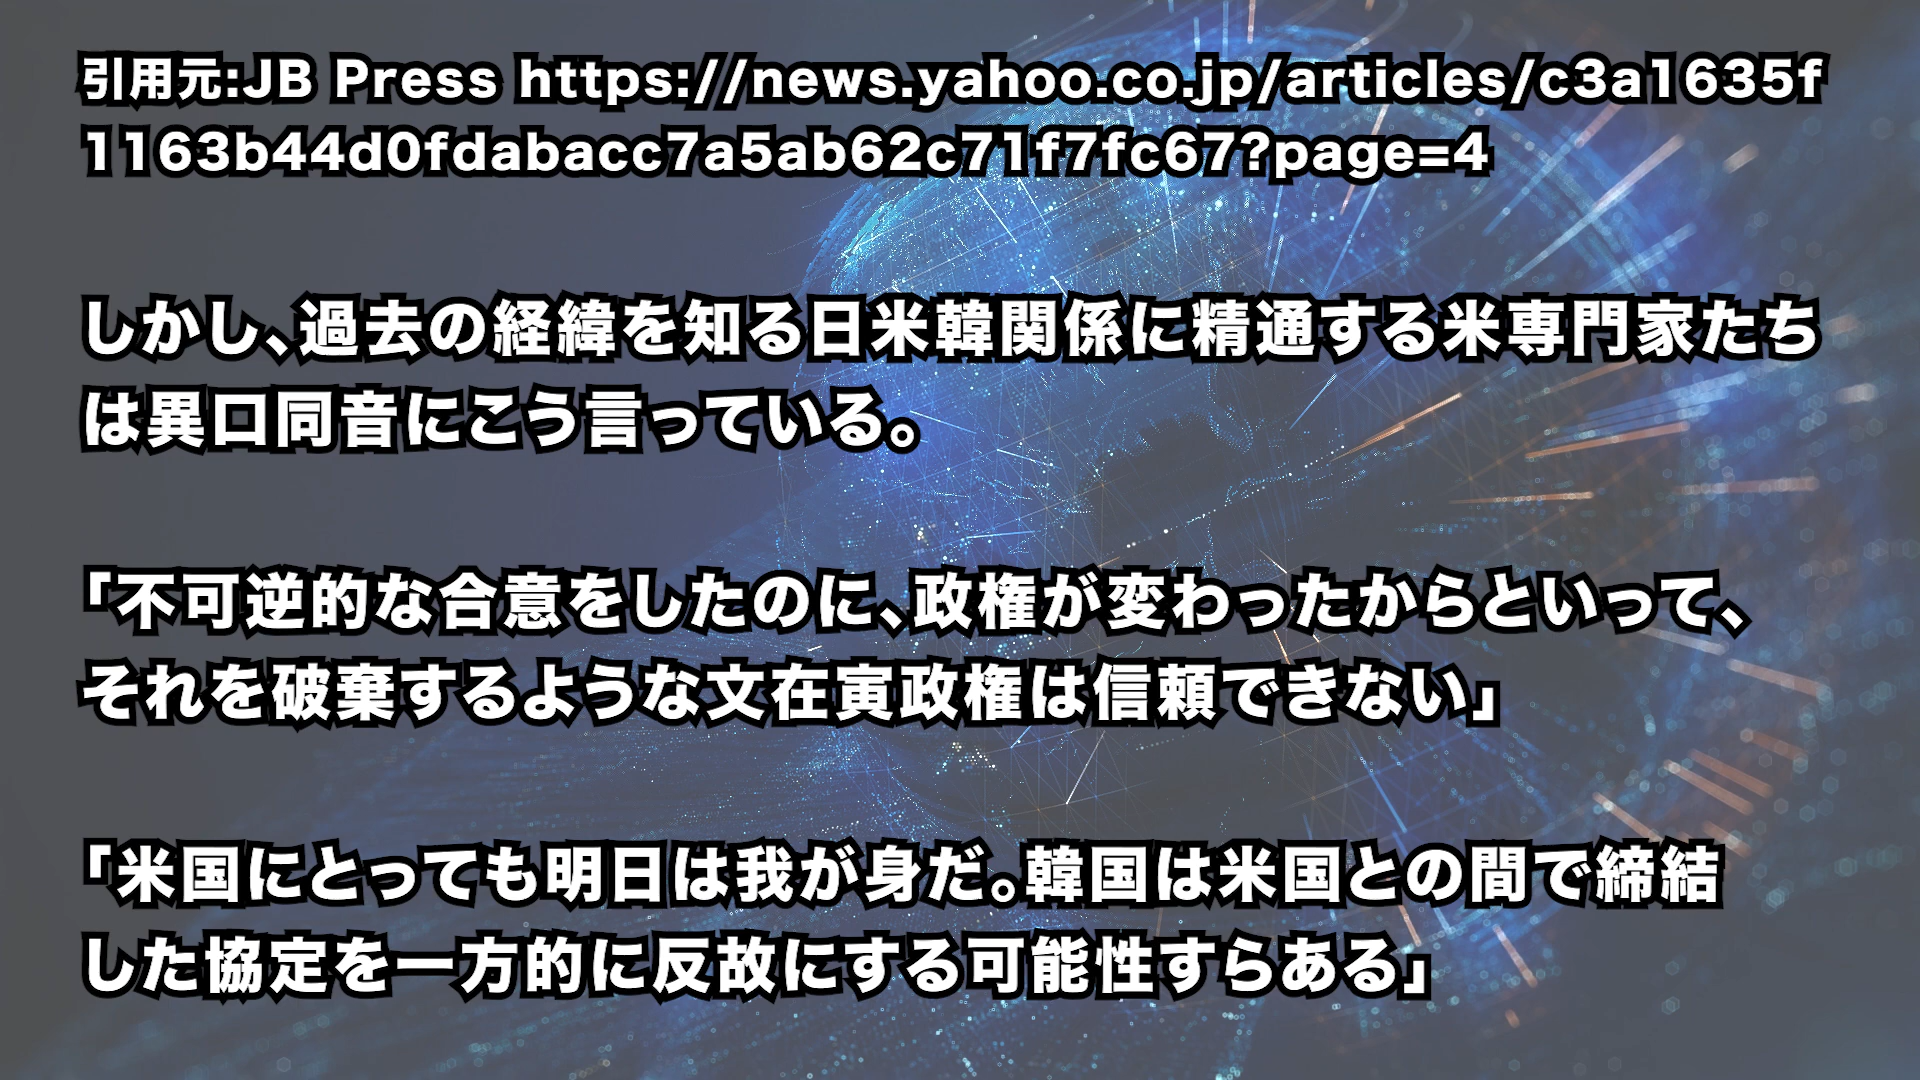 引用元:JB Press https://news.yahoo.co.jp/articles/c3a1635f
1163b44d0fdabacc7a5ab62c71f7fc67?page=4
しかし、過去の経緯を知る日米韓関係に精通する米専門家たち
は異口同音にこう言っている。
「不可逆的な合意をしたのに、政権が変わったからといって、
それを破棄するような文在寅政権は信頼できない」
「米国にとっても明日は我が身だ。韓国は米国との間で締結
した協定を一方的に反故にする可能性すらある」